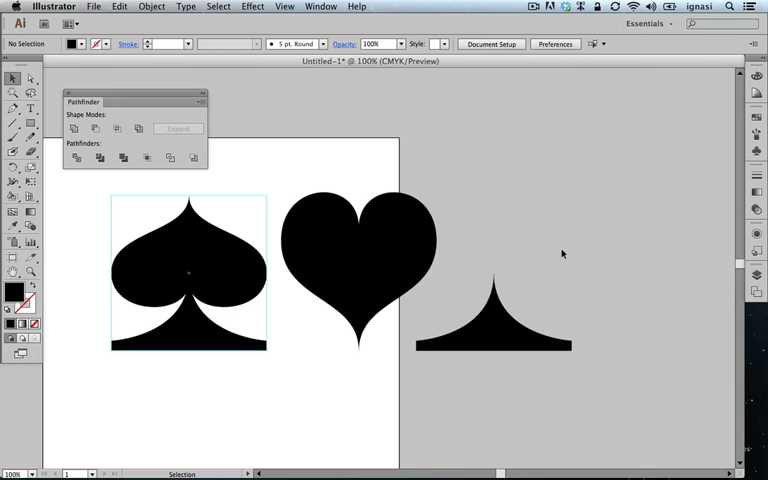 Illustrator File Edit Object Type Select Effect View Window Help ignasi
Ai Essentials
No Selection Stroke: 5 pt. Round Opacity: 100% Style: Document Setup Preferences
Untitled-1* @ 100% (CMYK/Preview)
Pathfinder
Shape Modes:
Expand
Pathfinders:
T
100% 1 Selection